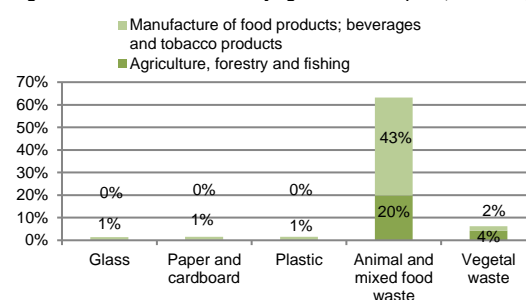 Manufacture of food products; beverages
and tobacco products
Agriculture, forestry and fishing
70%
60%
50%
40%
30%
20%
10%
0%
0%
0%
0%
43%
2%
1%
1%
1%
20%
4%
Glass
Paper and
cardboard
Plastic
Animal and
mixed food
waste
Vegetal
waste